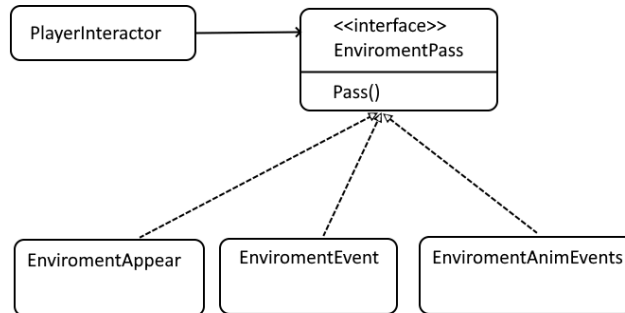 PlayerInteractor
<<interface>>
EnviromentPass
Pass()
EnviromentAppear
EnviromentEvent
EnviromentAnimEvents